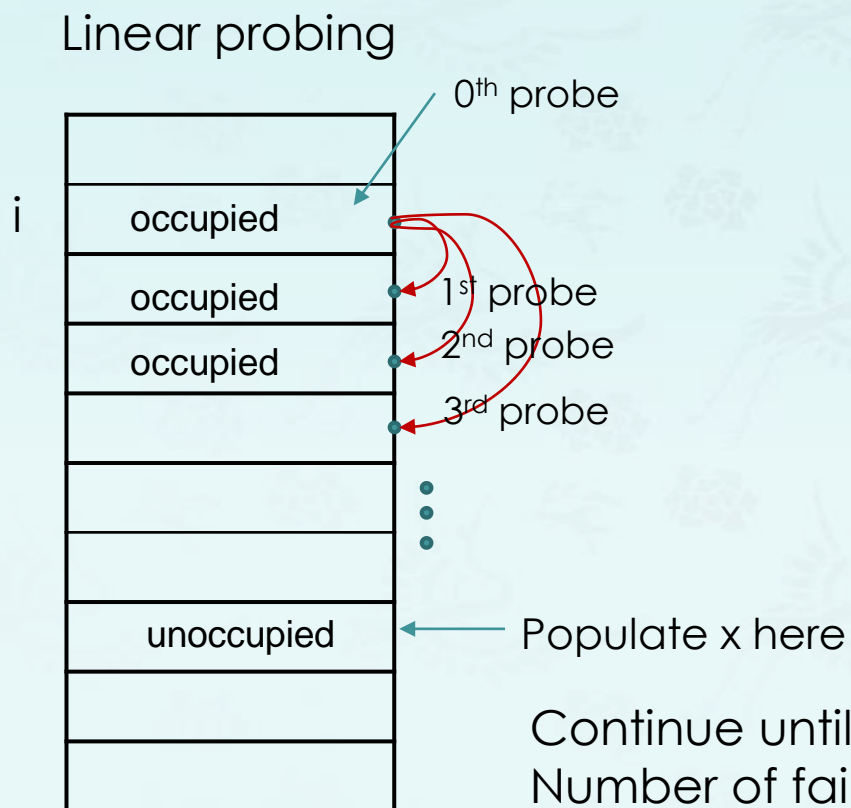 Linear probing
0th probe
i
occupied
occupied
1st probe
occupied
2nd probe
3rd probe
unoccupied
Populate x here
Continue until
Number of fai